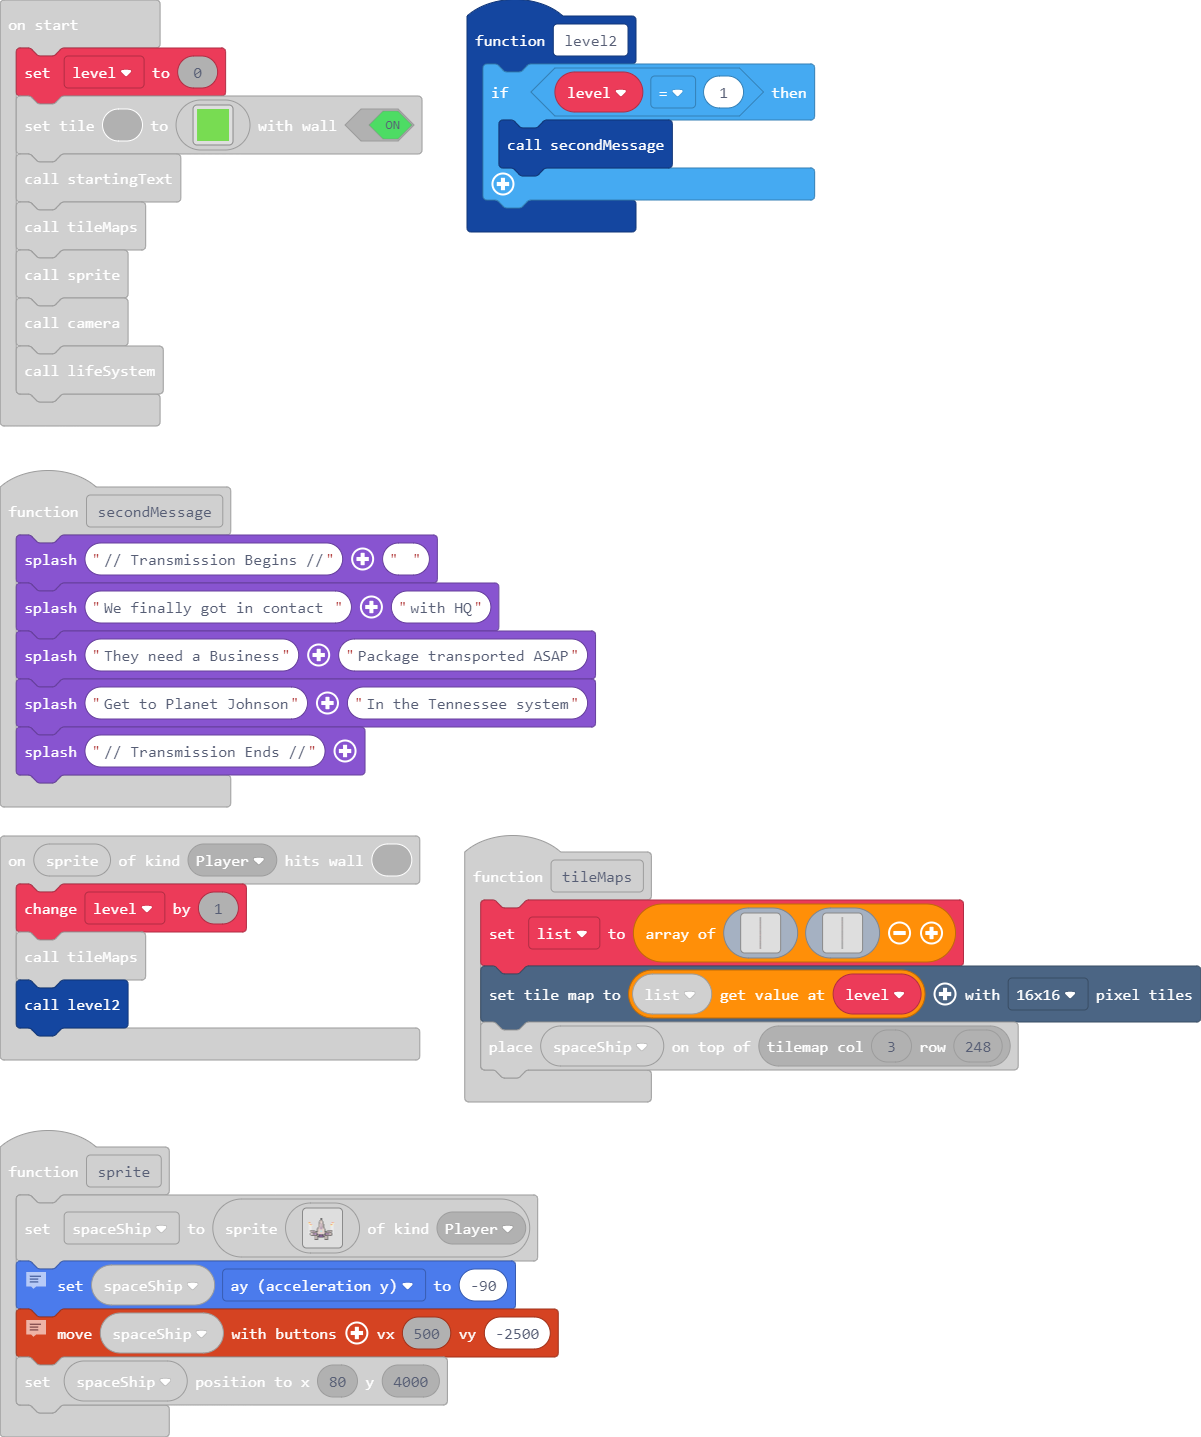 on start
set level to 0
set tile to with wall ON
call startingText
call tileMaps
call sprite
call camera
call lifeSystem
function level2
if level = 1 then
call secondMessage
function secondMessage
splash "// Transmission Begins //" " "
splash "We finally got in contact " "with HQ"
splash "They need a Business" "Package transported ASAP"
splash "Get to Planet Johnson" "In the Tennessee system"
splash "// Transmission Ends //"
on sprite of kind Player hits wall
change level by 1
call tileMaps
call level2
function tileMaps
set list to array of
set tile map to list get value at level with 16x16 pixel tiles
place spaceShip on top of tilemap col 3 row 248
function sprite
set spaceShip to sprite of kind Player
set spaceShip ay (acceleration y) to -90
move spaceShip with buttons vx 500 vy -2500
set spaceShip position to x 80 y 4000